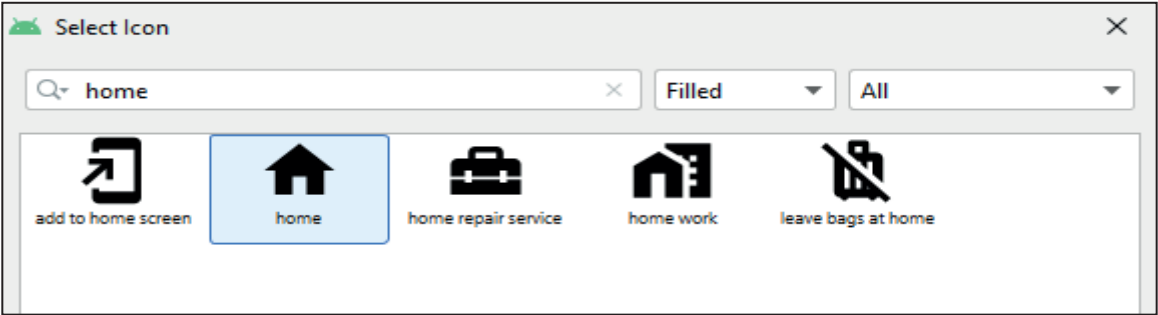 Select Icon
home
Filled
All
add to home screen
home
home repair service
home work
leave bags at home